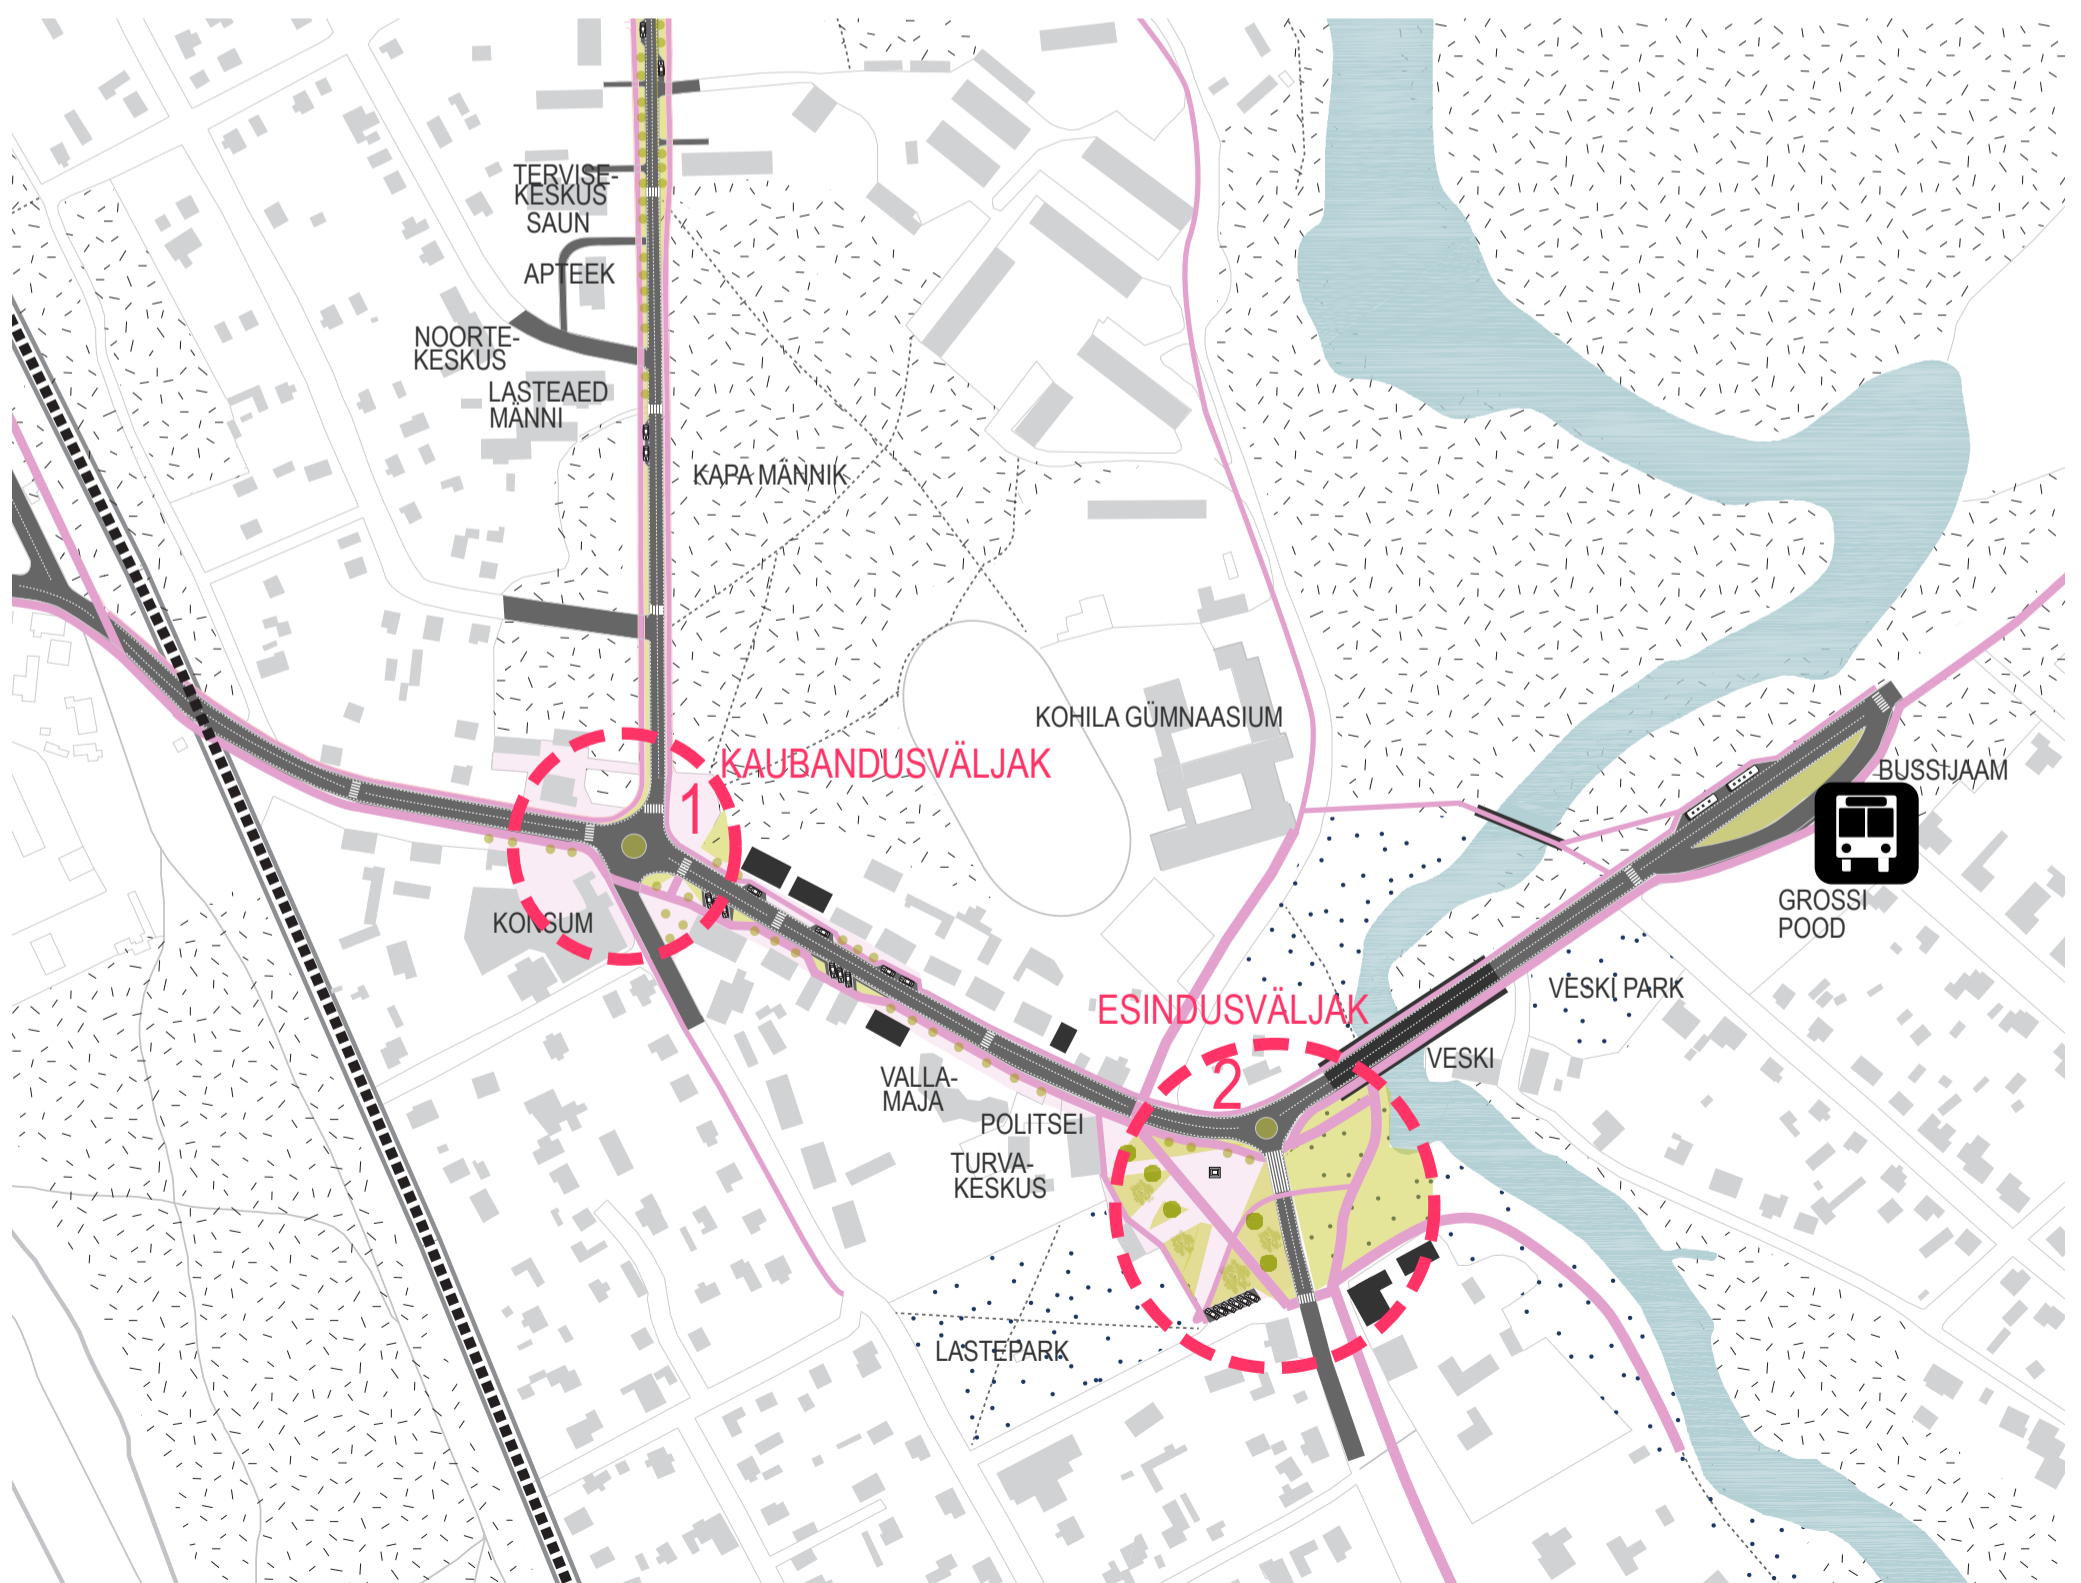 TERVISE-
KESKUS
SAUN
APTEEK
NOORTE-
KESKUS
LASTEAED
MÄNNI
KAPA MÄNNIK
KOHILA GÜMNAASIUM
KAUBANDUSVÄLJAK
1
BUSSIJAAM
GROSSI
POOD
KONSUM
VESKI PARK
ESINDUSVÄLJAK
2
VESKI
VALLA-
MAJA
POLITSEI
TURVA-
KESKUS
LASTEPARK